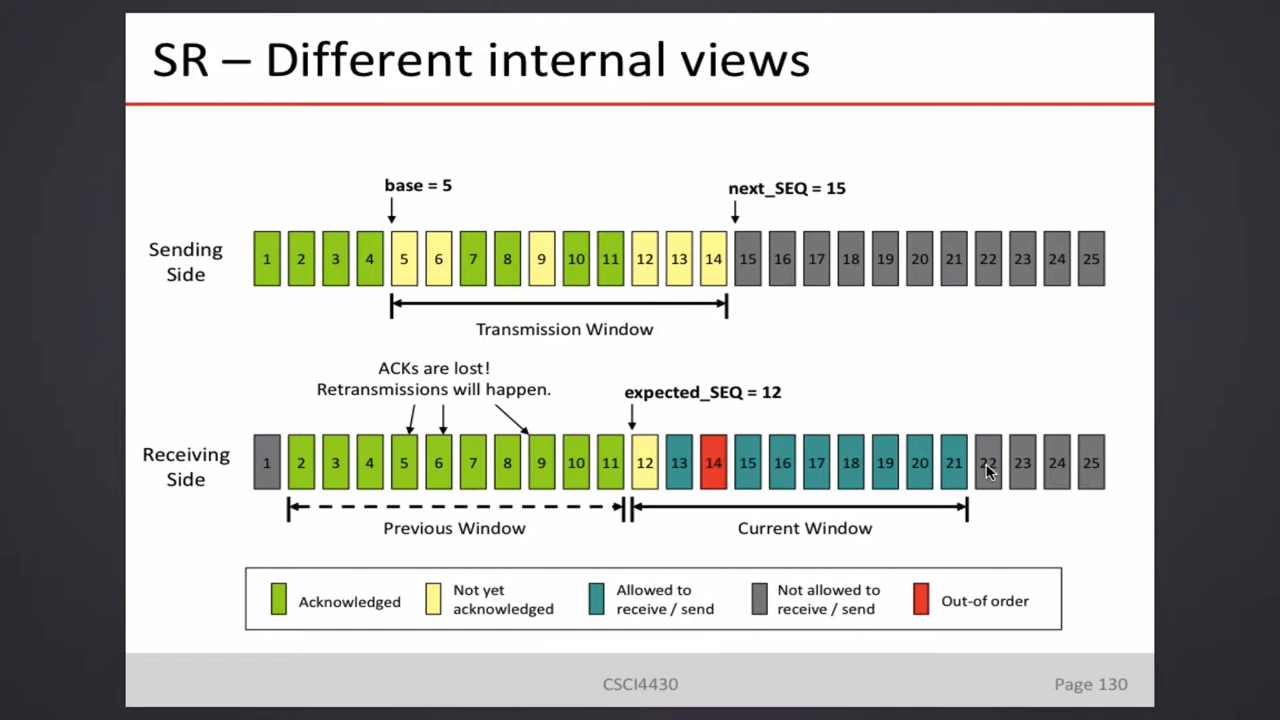 SR – Different internal views
base = 5
next_SEQ = 15
Sending
Side
1 2 3 4 5 6 7 8 9 10 11 12 13 14 15 16 17 18 19 20 21 22 23 24 25
Transmission Window
ACKs are lost!
Retransmissions will happen.
expected_SEQ = 12
Receiving
Side
1 2 3 4 5 6 7 8 9 10 11 12 13 14 15 16 17 18 19 20 21 22 23 24 25
Previous Window
Current Window
Acknowledged
Not yet
acknowledged
Allowed to
receive / send
Not allowed to
receive / send
Out-of order
CSCI4430
Page 130